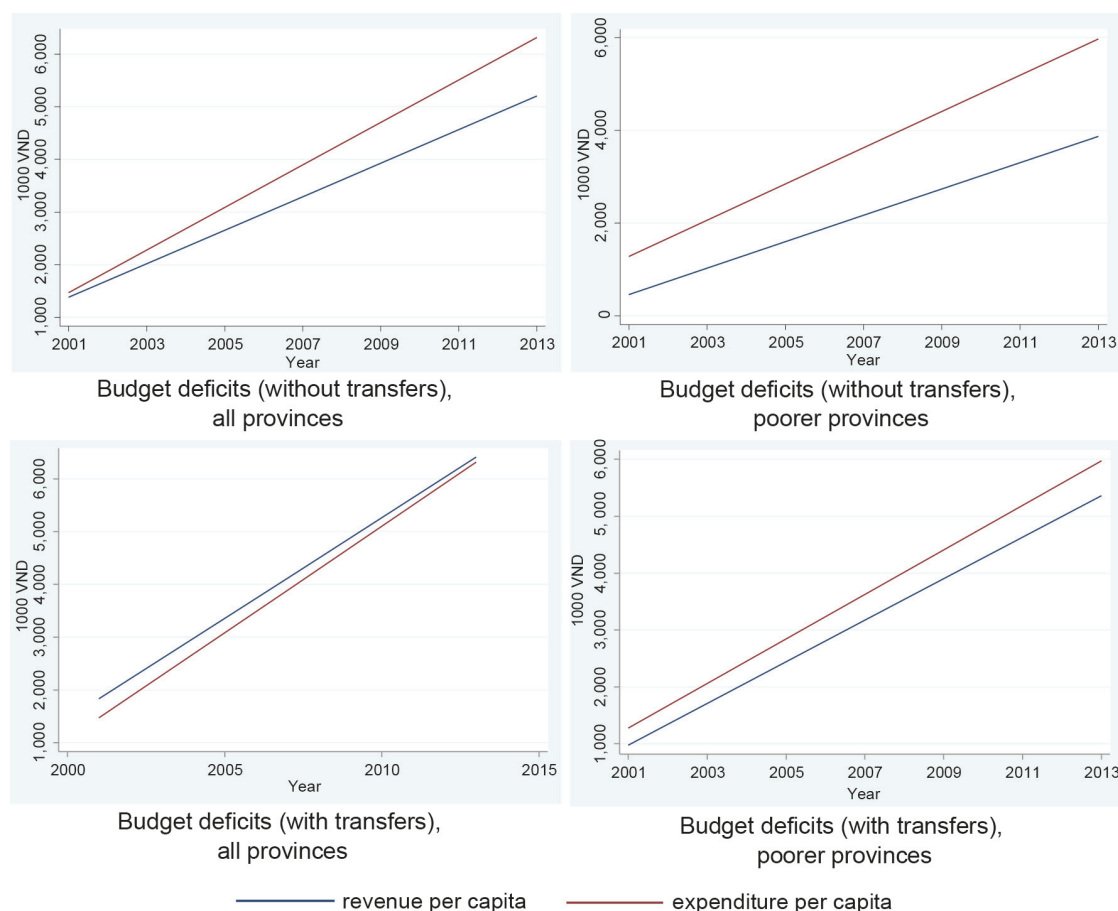 1000 VND
6,000
5,000
4,000
3,000
2,000
1,000
2001 2003 2005 2007 2009 2011 2013
Year
Budget deficits (without transfers),
all provinces
1000 VND
6,000
4,000
2,000
0
2001 2003 2005 2007 2009 2011 2013
Year
Budget deficits (without transfers),
poorer provinces
1000 VND
6,000
5,000
4,000
3,000
2,000
1,000
2000 2005 2010 2015
Year
Budget deficits (with transfers),
all provinces
1000 VND
6,000
5,000
4,000
3,000
2,000
1,000
2001 2003 2005 2007 2009 2011 2013
Year
Budget deficits (with transfers),
poorer provinces
revenue per capita
expenditure per capita